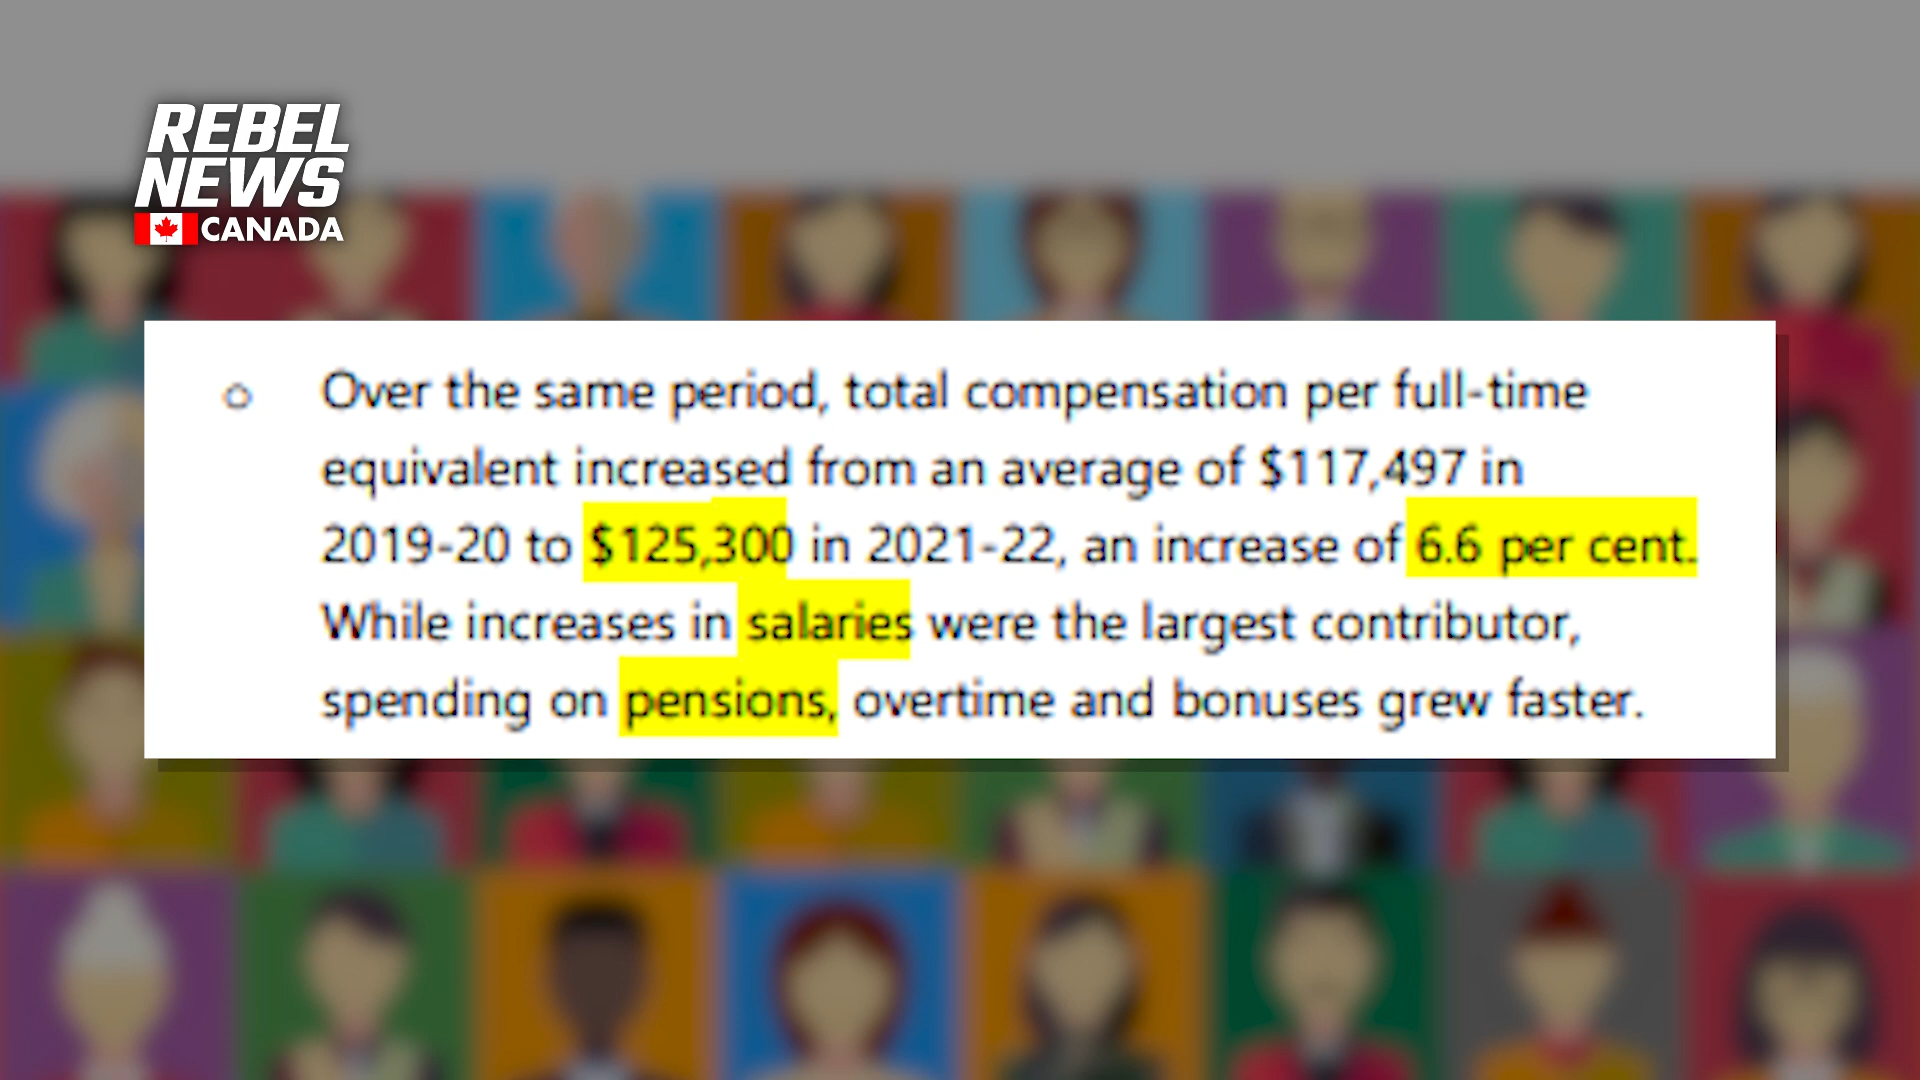 REBEL
NEWS
CANADA
○ Over the same period, total compensation per full-time
equivalent increased from an average of $117,497 in
2019-20 to $125,300 in 2021-22, an increase of 6.6 per cent.
While increases in salaries were the largest contributor,
spending on pensions, overtime and bonuses grew faster.